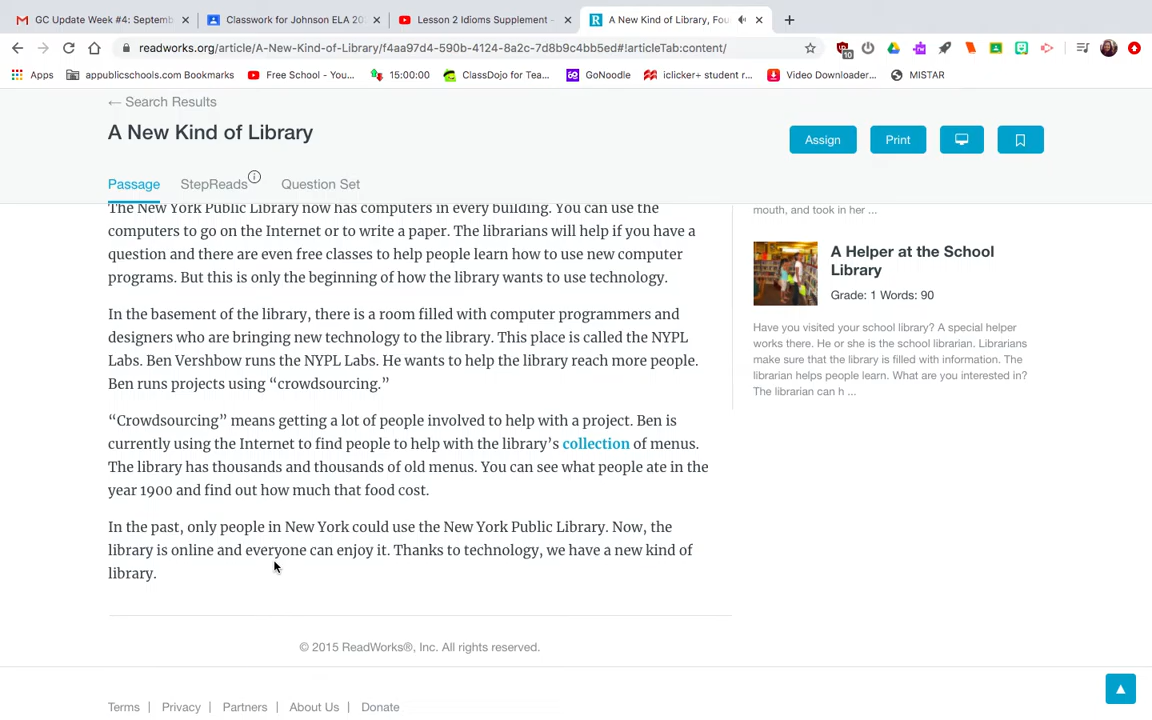 GC Update Week #4: Septemb
Classwork for Johnson ELA 20
Lesson 2 Idioms Supplement -
A New Kind of Library, Fou
readworks.org/article/A-New-Kind-of-Library/f4aa97d4-590b-4124-8a2c-7d8b9c4bb5ed#!articleTab:content/
10
Apps
appublicschools.com Bookmarks
Free School - You...
15:00:00
ClassDojo for Tea...
GoNoodle
iclicker+ student r...
Video Downloader...
MISTAR
← Search Results
A New Kind of Library
Assign
Print
Passage
StepReads
Question Set
The New York Public Library now has computers in every building. You can use the
computers to go on the Internet or to write a paper. The librarians will help if you have a
question and there are even free classes to help people learn how to use new computer
programs. But this is only the beginning of how the library wants to use technology.
In the basement of the library, there is a room filled with computer programmers and
designers who are bringing new technology to the library. This place is called the NYPL
Labs. Ben Vershbow runs the NYPL Labs. He wants to help the library reach more people.
Ben runs projects using “crowdsourcing.”
“Crowdsourcing” means getting a lot of people involved to help with a project. Ben is
currently using the Internet to find people to help with the library’s collection of menus.
The library has thousands and thousands of old menus. You can see what people ate in the
year 1900 and find out how much that food cost.
In the past, only people in New York could use the New York Public Library. Now, the
library is online and everyone can enjoy it. Thanks to technology, we have a new kind of
library.
mouth, and took in her ...
A Helper at the School
Library
Grade: 1 Words: 90
Have you visited your school library? A special helper
works there. He or she is the school librarian. Librarians
make sure that the library is filled with information. The
librarian helps people learn. What are you interested in?
The librarian can h ...
© 2015 ReadWorks®, Inc. All rights reserved.
Terms | Privacy | Partners | About Us | Donate